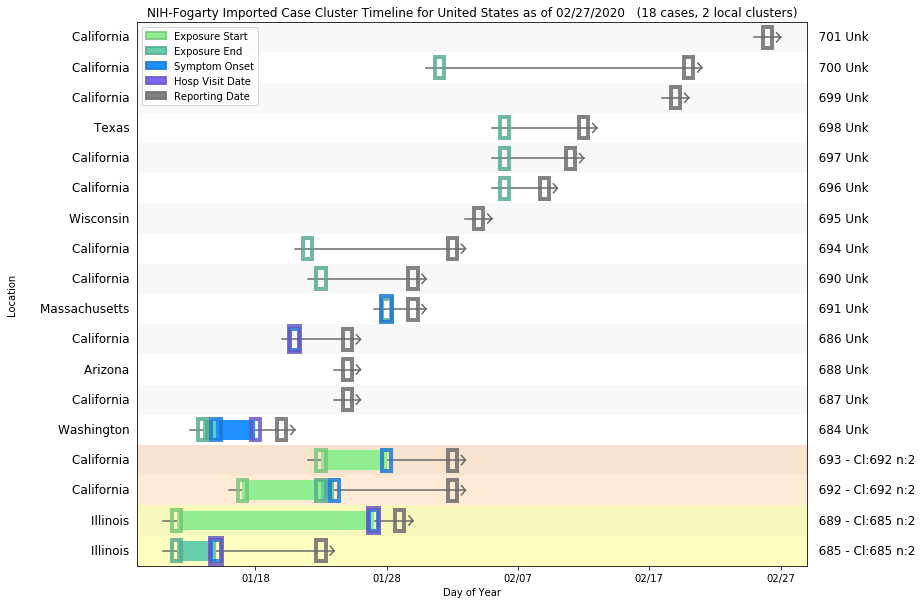 NIH-Fogarty Imported Case Cluster Timeline for United States as of 02/27/2020 (18 cases, 2 local clusters)
Exposure Start
Exposure End
Symptom Onset
Hosp Visit Date
Reporting Date
California 701 Unk
California 700 Unk
California 699 Unk
Texas 698 Unk
California 697 Unk
California 696 Unk
Wisconsin 695 Unk
California 694 Unk
California 690 Unk
Massachusetts 691 Unk
California 686 Unk
Arizona 688 Unk
California 687 Unk
Washington 684 Unk
California 693 - Cl:692 n:2
California 692 - Cl:692 n:2
Illinois 689 - Cl:685 n:2
Illinois 685 - Cl:685 n:2
Location
01/18 01/28 02/07 02/17 02/27
Day of Year